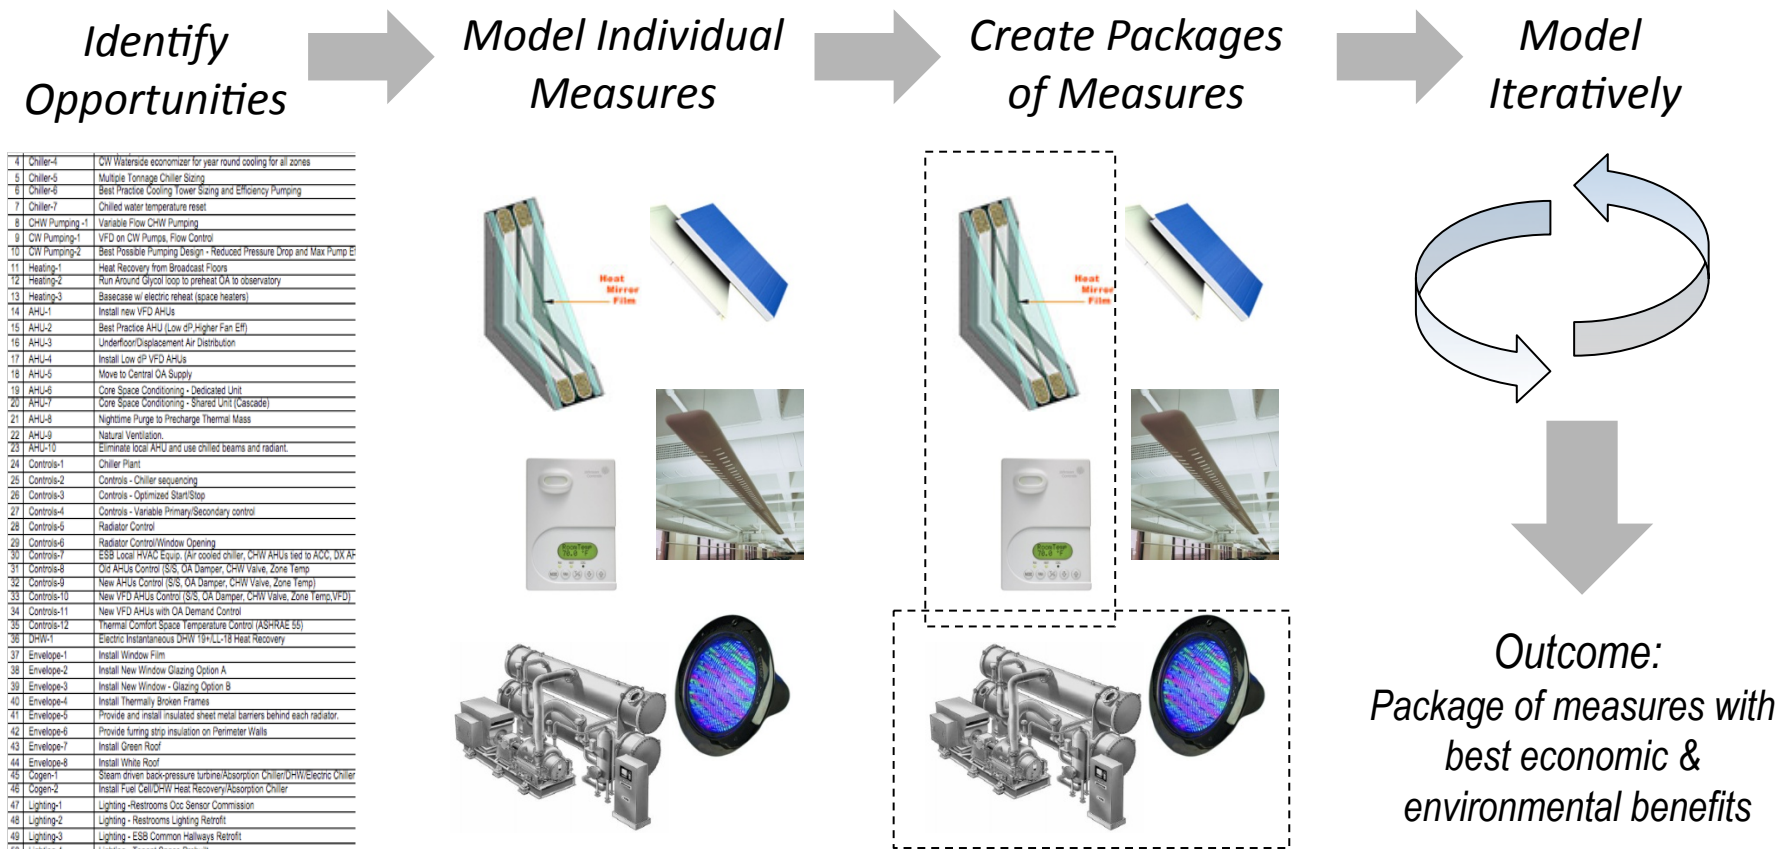 Identify
Opportunities
Model Individual
Measures
Create Packages
of Measures
Model
Iteratively
4 Chiller-4 CW Waterside economizer for year round cooling for all zones
5 Chiller-5 Multiple Tonnage Chiller Sizing
6 Chiller-6 Best Practice Cooling Tower Sizing and Efficiency Pumping
7 Chiller-7 Chilled water temperature reset
8 CHW Pumping -1 Variable Flow CHW Pumping
9 CW Pumping-1 VFD on CW Pumps, Flow Control
10 CW Pumping-2 Best Possible Pumping Design - Reduced Pressure Drop and Max Pump Ef
11 Heating-1 Heat Recovery from Broadcast Floors
12 Heating-2 Run Around Glycol loop to preheat OA to observatory
13 Heating-3 Basecase w/ electric reheat (space heaters)
14 AHU-1 Install new VFD AHUs
15 AHU-2 Best Practice AHU (Low dP,Higher Fan Eff)
16 AHU-3 Underfloor/Displacement Air Distribution
17 AHU-4 Install Low dP VFD AHUs
18 AHU-5 Move to Central OA Supply
19 AHU-6 Core Space Conditioning - Dedicated Unit
20 AHU-7 Core Space Conditioning - Shared Unit (Cascade)
21 AHU-8 Nighttime Purge to Precharge Thermal Mass
22 AHU-9 Natural Ventilation.
23 AHU-10 Eliminate local AHU and use chilled beams and radiant.
24 Controls-1 Chiller Plant
25 Controls-2 Controls - Chiller sequencing
26 Controls-3 Controls - Optimized Start/Stop
27 Controls-4 Controls - Variable Primary/Secondary control
28 Controls-5 Radiator Control
29 Controls-6 Radiator Control/Window Opening
30 Controls-7 ESB Local HVAC Equip. (Air cooled chiller, CHW AHUs tied to ACC, DX AH
31 Controls-8 Old AHUs Control (S/S, OA Damper, CHW Valve, Zone Temp
32 Controls-9 New AHUs Control (S/S, OA Damper, CHW Valve, Zone Temp)
33 Controls-10 New VFD AHUs Control (S/S, OA Damper, CHW Valve, Zone Temp,VFD)
34 Controls-11 New VFD AHUs with OA Demand Control
35 Controls-12 Thermal Comfort Space Temperature Control (ASHRAE 55)
36 DHW-1 Electric Instantaneous DHW 19+/LL-18 Heat Recovery
37 Envelope-1 Install Window Film
38 Envelope-2 Install New Window Glazing Option A
39 Envelope-3 Install New Window - Glazing Option B
40 Envelope-4 Install Thermally Broken Frames
41 Envelope-5 Provide and install insulated sheet metal barriers behind each radiator.
42 Envelope-6 Provide furring strip insulation on Perimeter Walls
43 Envelope-7 Install Green Roof
44 Envelope-8 Install White Roof
45 Cogen-1 Steam driven back-pressure turbine/Absorption Chiller/DHW/Electric Chiller
46 Cogen-2 Install Fuel Cell/DHW Heat Recovery/Absorption Chiller
47 Lighting-1 Lighting -Restrooms Occ Sensor Commission
48 Lighting-2 Lighting - Restrooms Lighting Retrofit
49 Lighting-3 Lighting - ESB Common Hallways Retrofit
Heat
Mirror
Film
RoomTemp
70.0 °F
Heat
Mirror
Film
RoomTemp
70.0 °F
Outcome:
Package of measures with
best economic &
environmental benefits